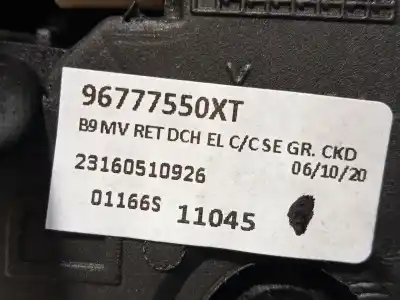 96777550XT
B9 MV RET DCH EL C/C SE GR. CKD
23160510926 06/10/20
01166S 11045